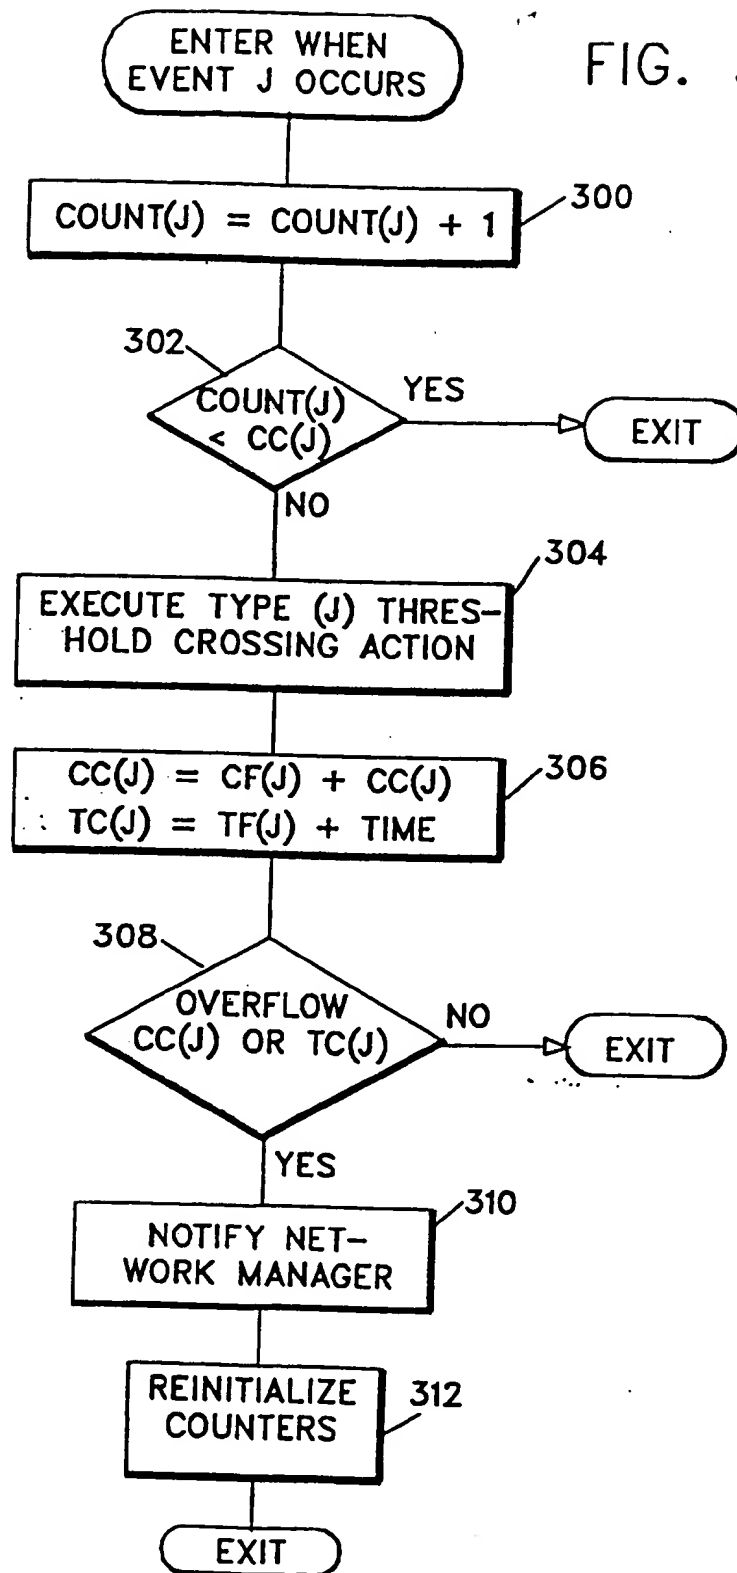 ENTER WHEN
EVENT J OCCURS
FIG.
COUNT(J) = COUNT(J) + 1
300
302
COUNT(J)
< CC(J)
YES
EXIT
NO
304
EXECUTE TYPE (J) THRES-
HOLD CROSSING ACTION
CC(J) = CF(J) + CC(J)
TC(J) = TF(J) + TIME
306
308
OVERFLOW
CC(J) OR TC(J)
NO
EXIT
YES
310
NOTIFY NET-
WORK MANAGER
REINITIALIZE
COUNTERS
312
EXIT